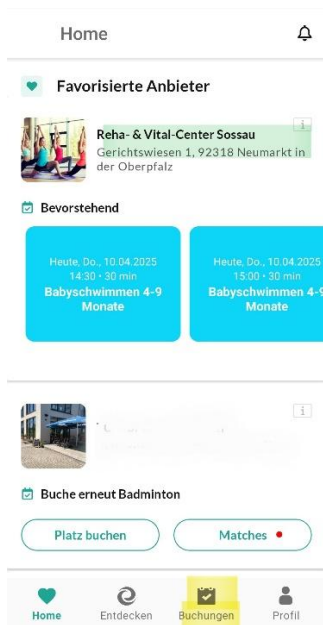 Home
Favorisierte Anbieter
Reha- & Vital-Center Sossau
i
Gerichtswiesen 1, 92318 Neumarkt in
der Oberpfalz
Bevorstehend
Heute, Do., 10.04.2025
14:30 • 30 min
Babyschwimmen 4-9
Monate
Heute, Do., 10.04.2025
15:00 • 30 min
Babyschwimmen 4-9
Monate
i
Buche erneut Badminton
Platz buchen
Matches
Home
Entdecken
Buchungen
Profil